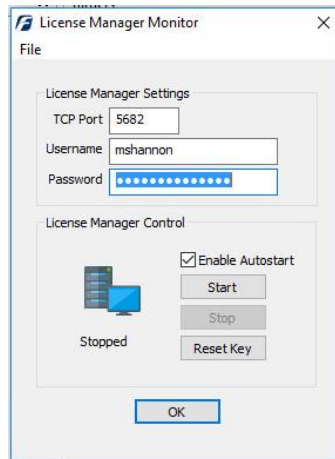 License Manager Monitor
File
License Manager Settings
TCP Port 5682
Username mshannon
Password ●●●●●●●●●●●●●●
License Manager Control
Enable Autostart
Start
Stop
Stopped
Reset Key
OK